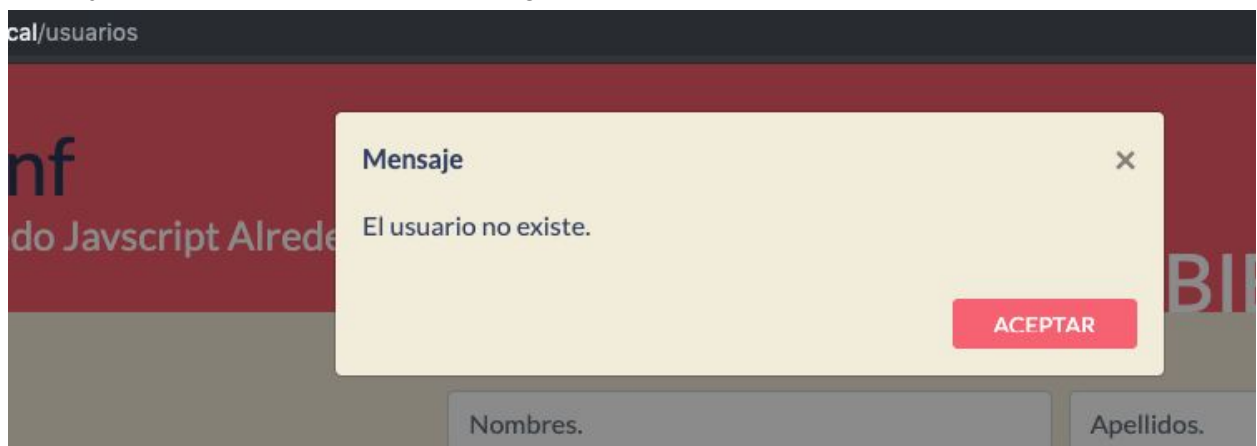 cal/usuarios
nf
do Javscript Alrede
Mensaje
×
El usuario no existe.
BI
ACEPTAR
Nombres.
Apellidos.